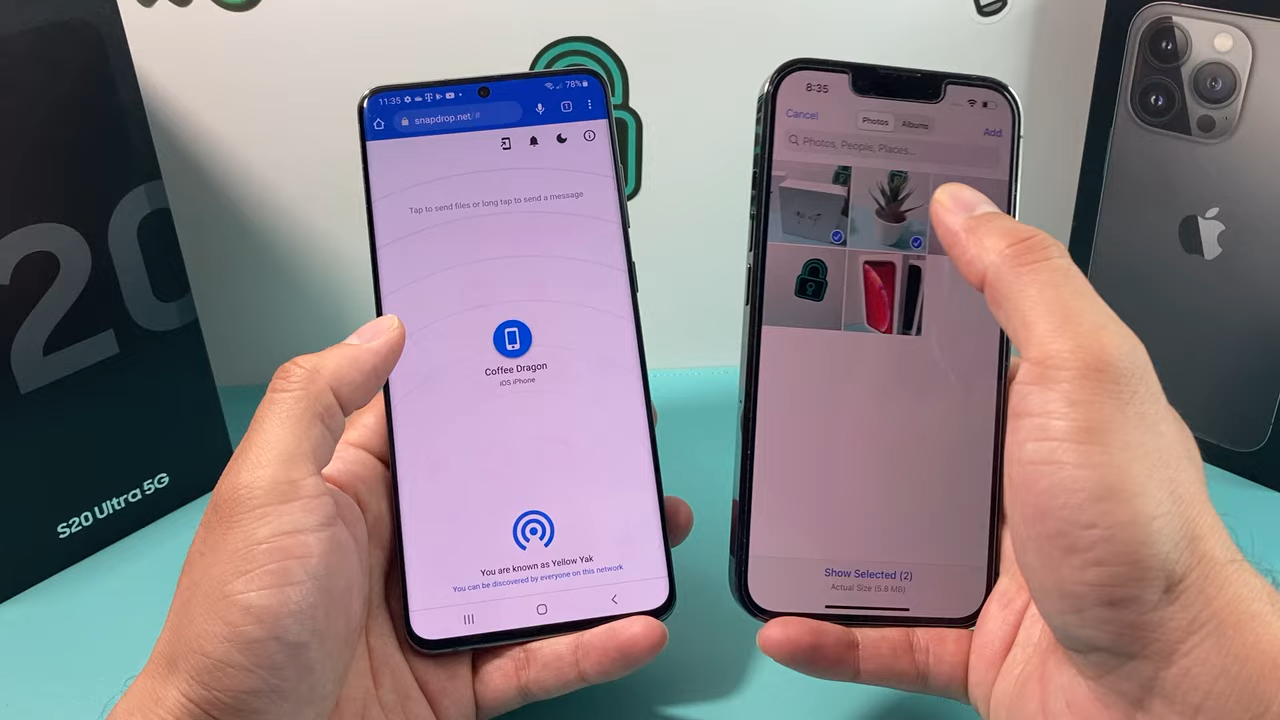 20
S20 Ultra 5G
11:35
78%
snapdrop.net/#
1
Tap to send files or long tap to send a message
Coffee Dragon
iOS iPhone
You are known as Yellow Yak
You can be discovered by everyone on this network
8:35
Cancel
Photos
Albums
Add
Photos, People, Places...
Show Selected (2)
Actual Size (5.8 MB)